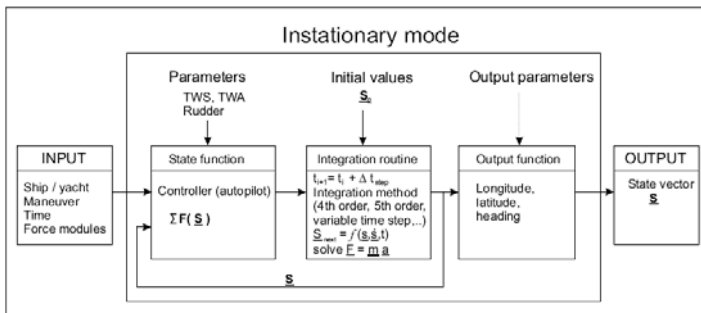 Instationary mode
Parameters
TWS, TWA
Rudder
Initial values
S₀
Output parameters
INPUT
Ship / yacht
Maneuver
Time
Force modules
State function
Controller (autopilot)
ΣF( S )
Integration routine
tᵢ₊₁= tᵢ + Δ t_step
Integration method
(4th order, 5th order,
variable time step,..)
S_next = f(s,ṡ,t)
solve F = m a
Output function
Longitude,
latitude,
heading
OUTPUT
State vector
S
S